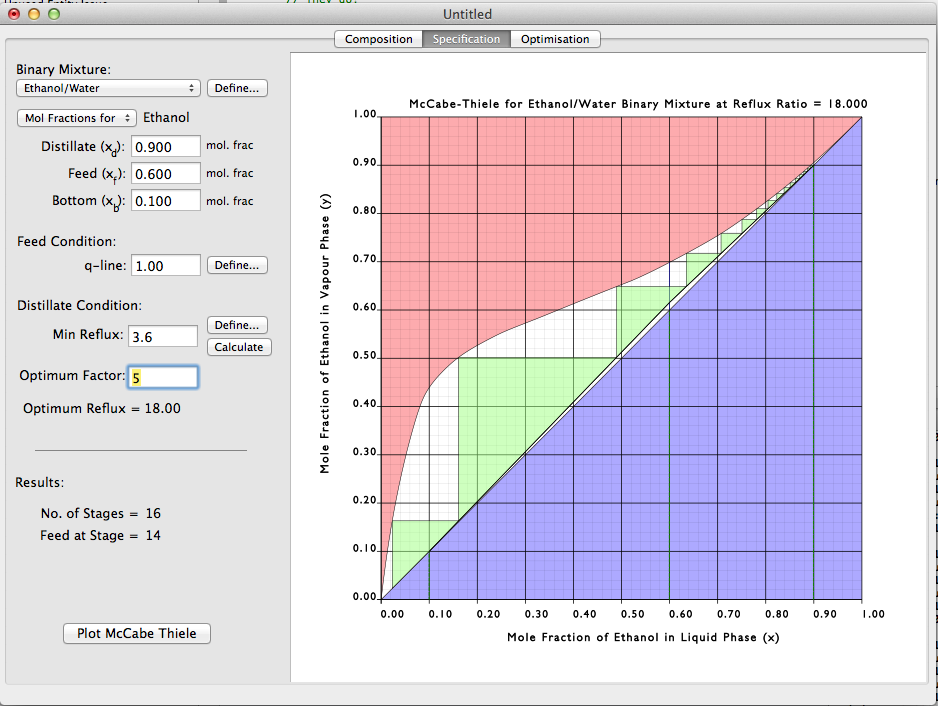 // They do.
Untitled
Composition Specification Optimisation
Binary Mixture:
Ethanol/Water Define...
Mol Fractions for Ethanol
Distillate (xd): 0.900 mol. frac
Feed (xf): 0.600 mol. frac
Bottom (xb): 0.100 mol. frac
Feed Condition:
q-line: 1.00 Define...
Distillate Condition:
Min Reflux: 3.6 Define...
Calculate
Optimum Factor: 5
Optimum Reflux = 18.00
Results:
No. of Stages = 16
Feed at Stage = 14
Plot McCabe Thiele
McCabe-Thiele for Ethanol/Water Binary Mixture at Reflux Ratio = 18.000
Mole Fraction of Ethanol in Vapour Phase (y)
1.00
0.90
0.80
0.70
0.60
0.50
0.40
0.30
0.20
0.10
0.00
0.00 0.10 0.20 0.30 0.40 0.50 0.60 0.70 0.80 0.90 1.00
Mole Fraction of Ethanol in Liquid Phase (x)